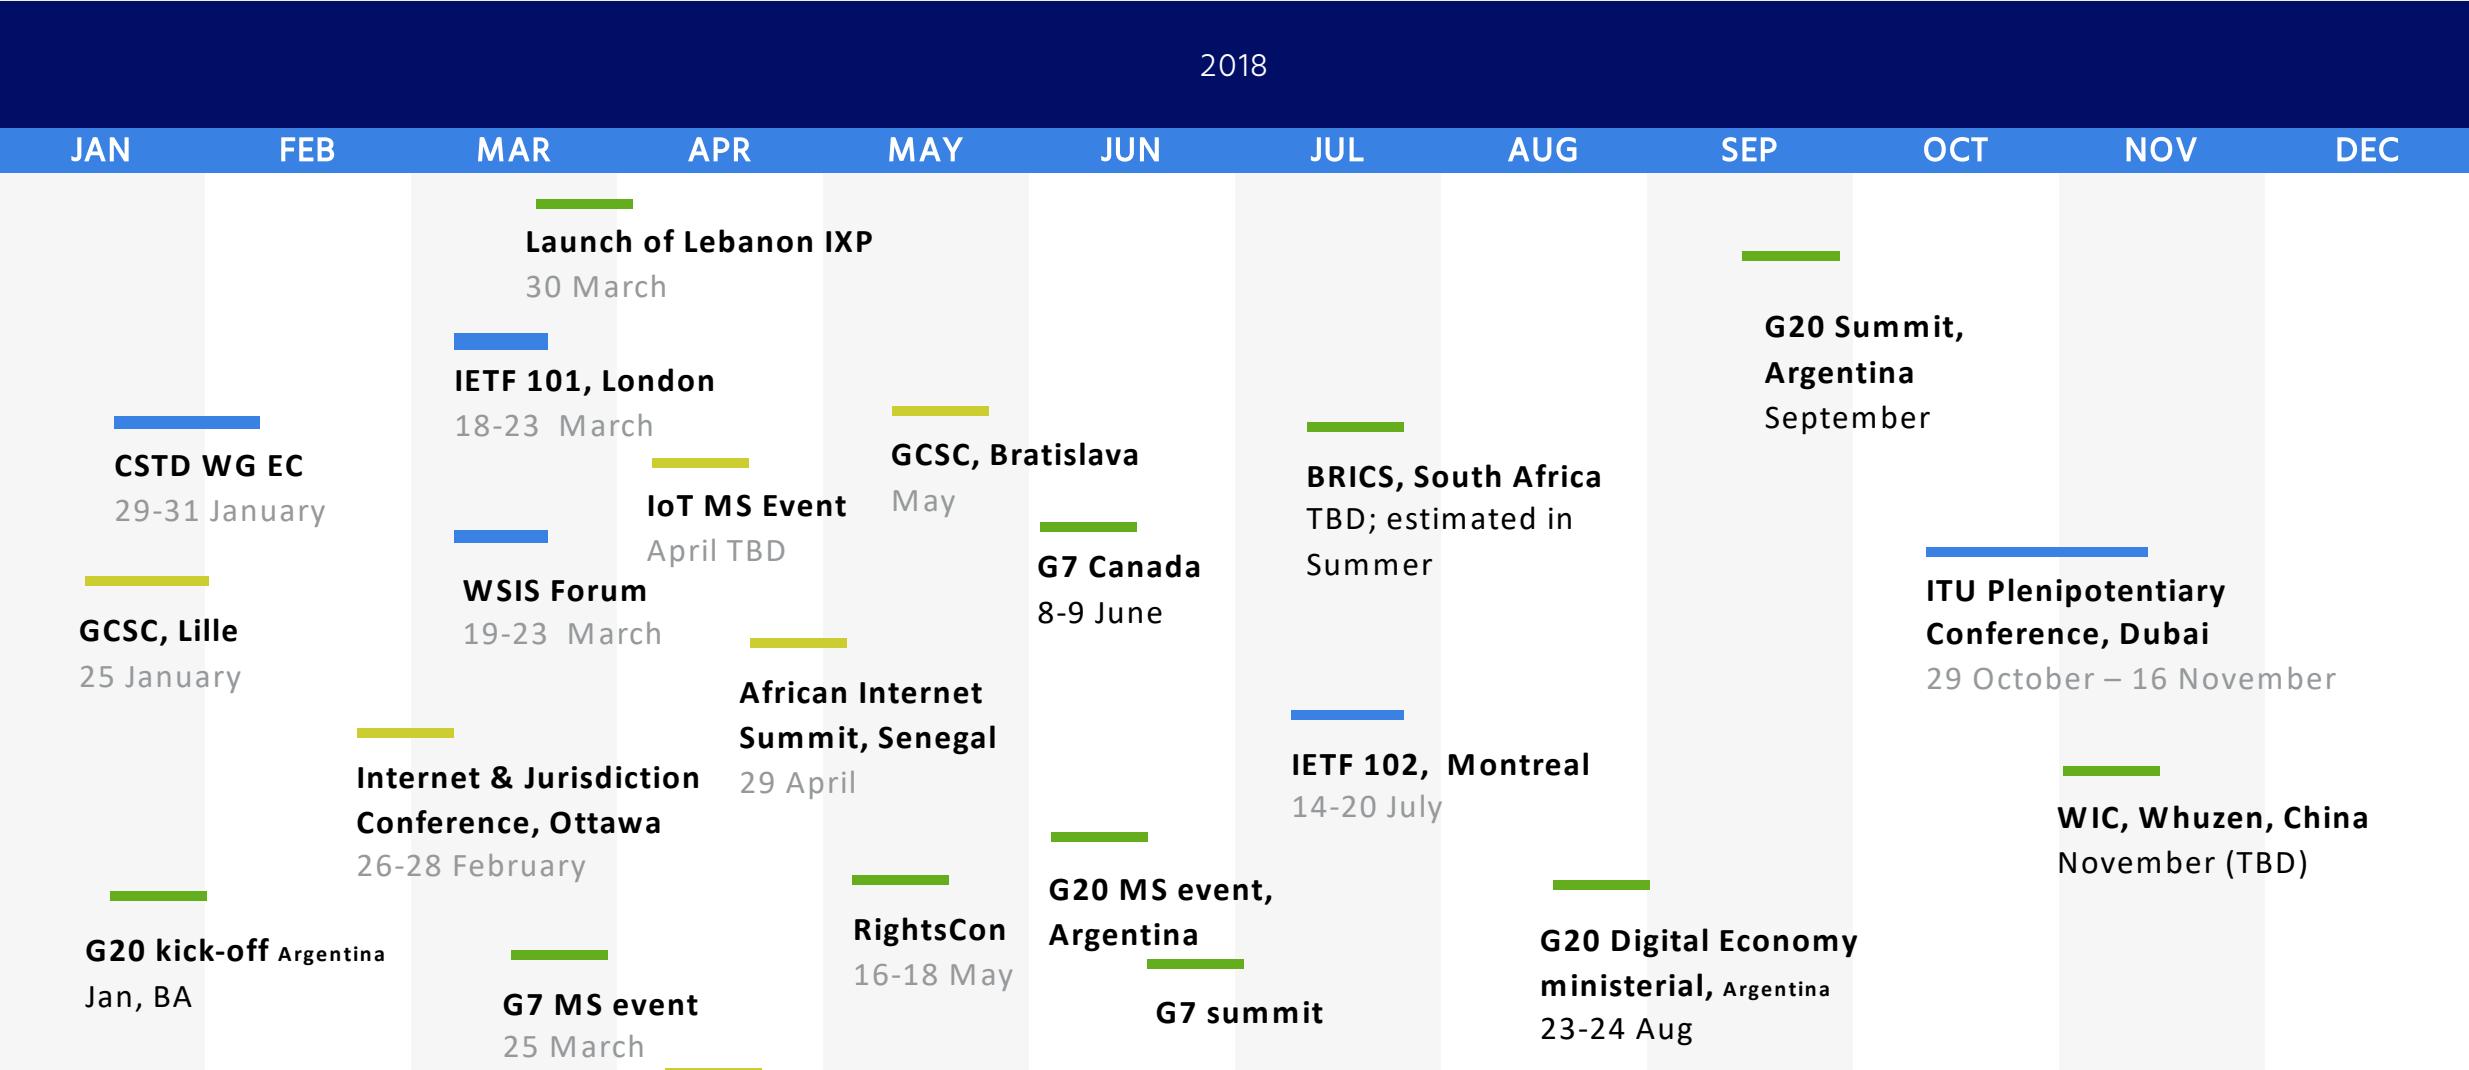 2018
JAN FEB MAR APR MAY JUN JUL AUG SEP OCT NOV DEC
Launch of Lebanon IXP
30 March
IETF 101, London
18-23 March
CSTD WG EC
29-31 January
IoT MS Event
April TBD
GCSC, Bratislava
May
G20 Summit,
Argentina
September
BRICS, South Africa
TBD; estimated in
Summer
WSIS Forum
19-23 March
G7 Canada
8-9 June
GCSC, Lille
25 January
ITU Plenipotentiary
Conference, Dubai
29 October – 16 November
African Internet
Summit, Senegal
29 April
Internet & Jurisdiction
Conference, Ottawa
26-28 February
IETF 102, Montreal
14-20 July
WIC, Whuzen, China
November (TBD)
G20 kick-off Argentina
Jan, BA
G7 MS event
25 March
RightsCon
16-18 May
G20 MS event,
Argentina
G7 summit
G20 Digital Economy
ministerial, Argentina
23-24 Aug